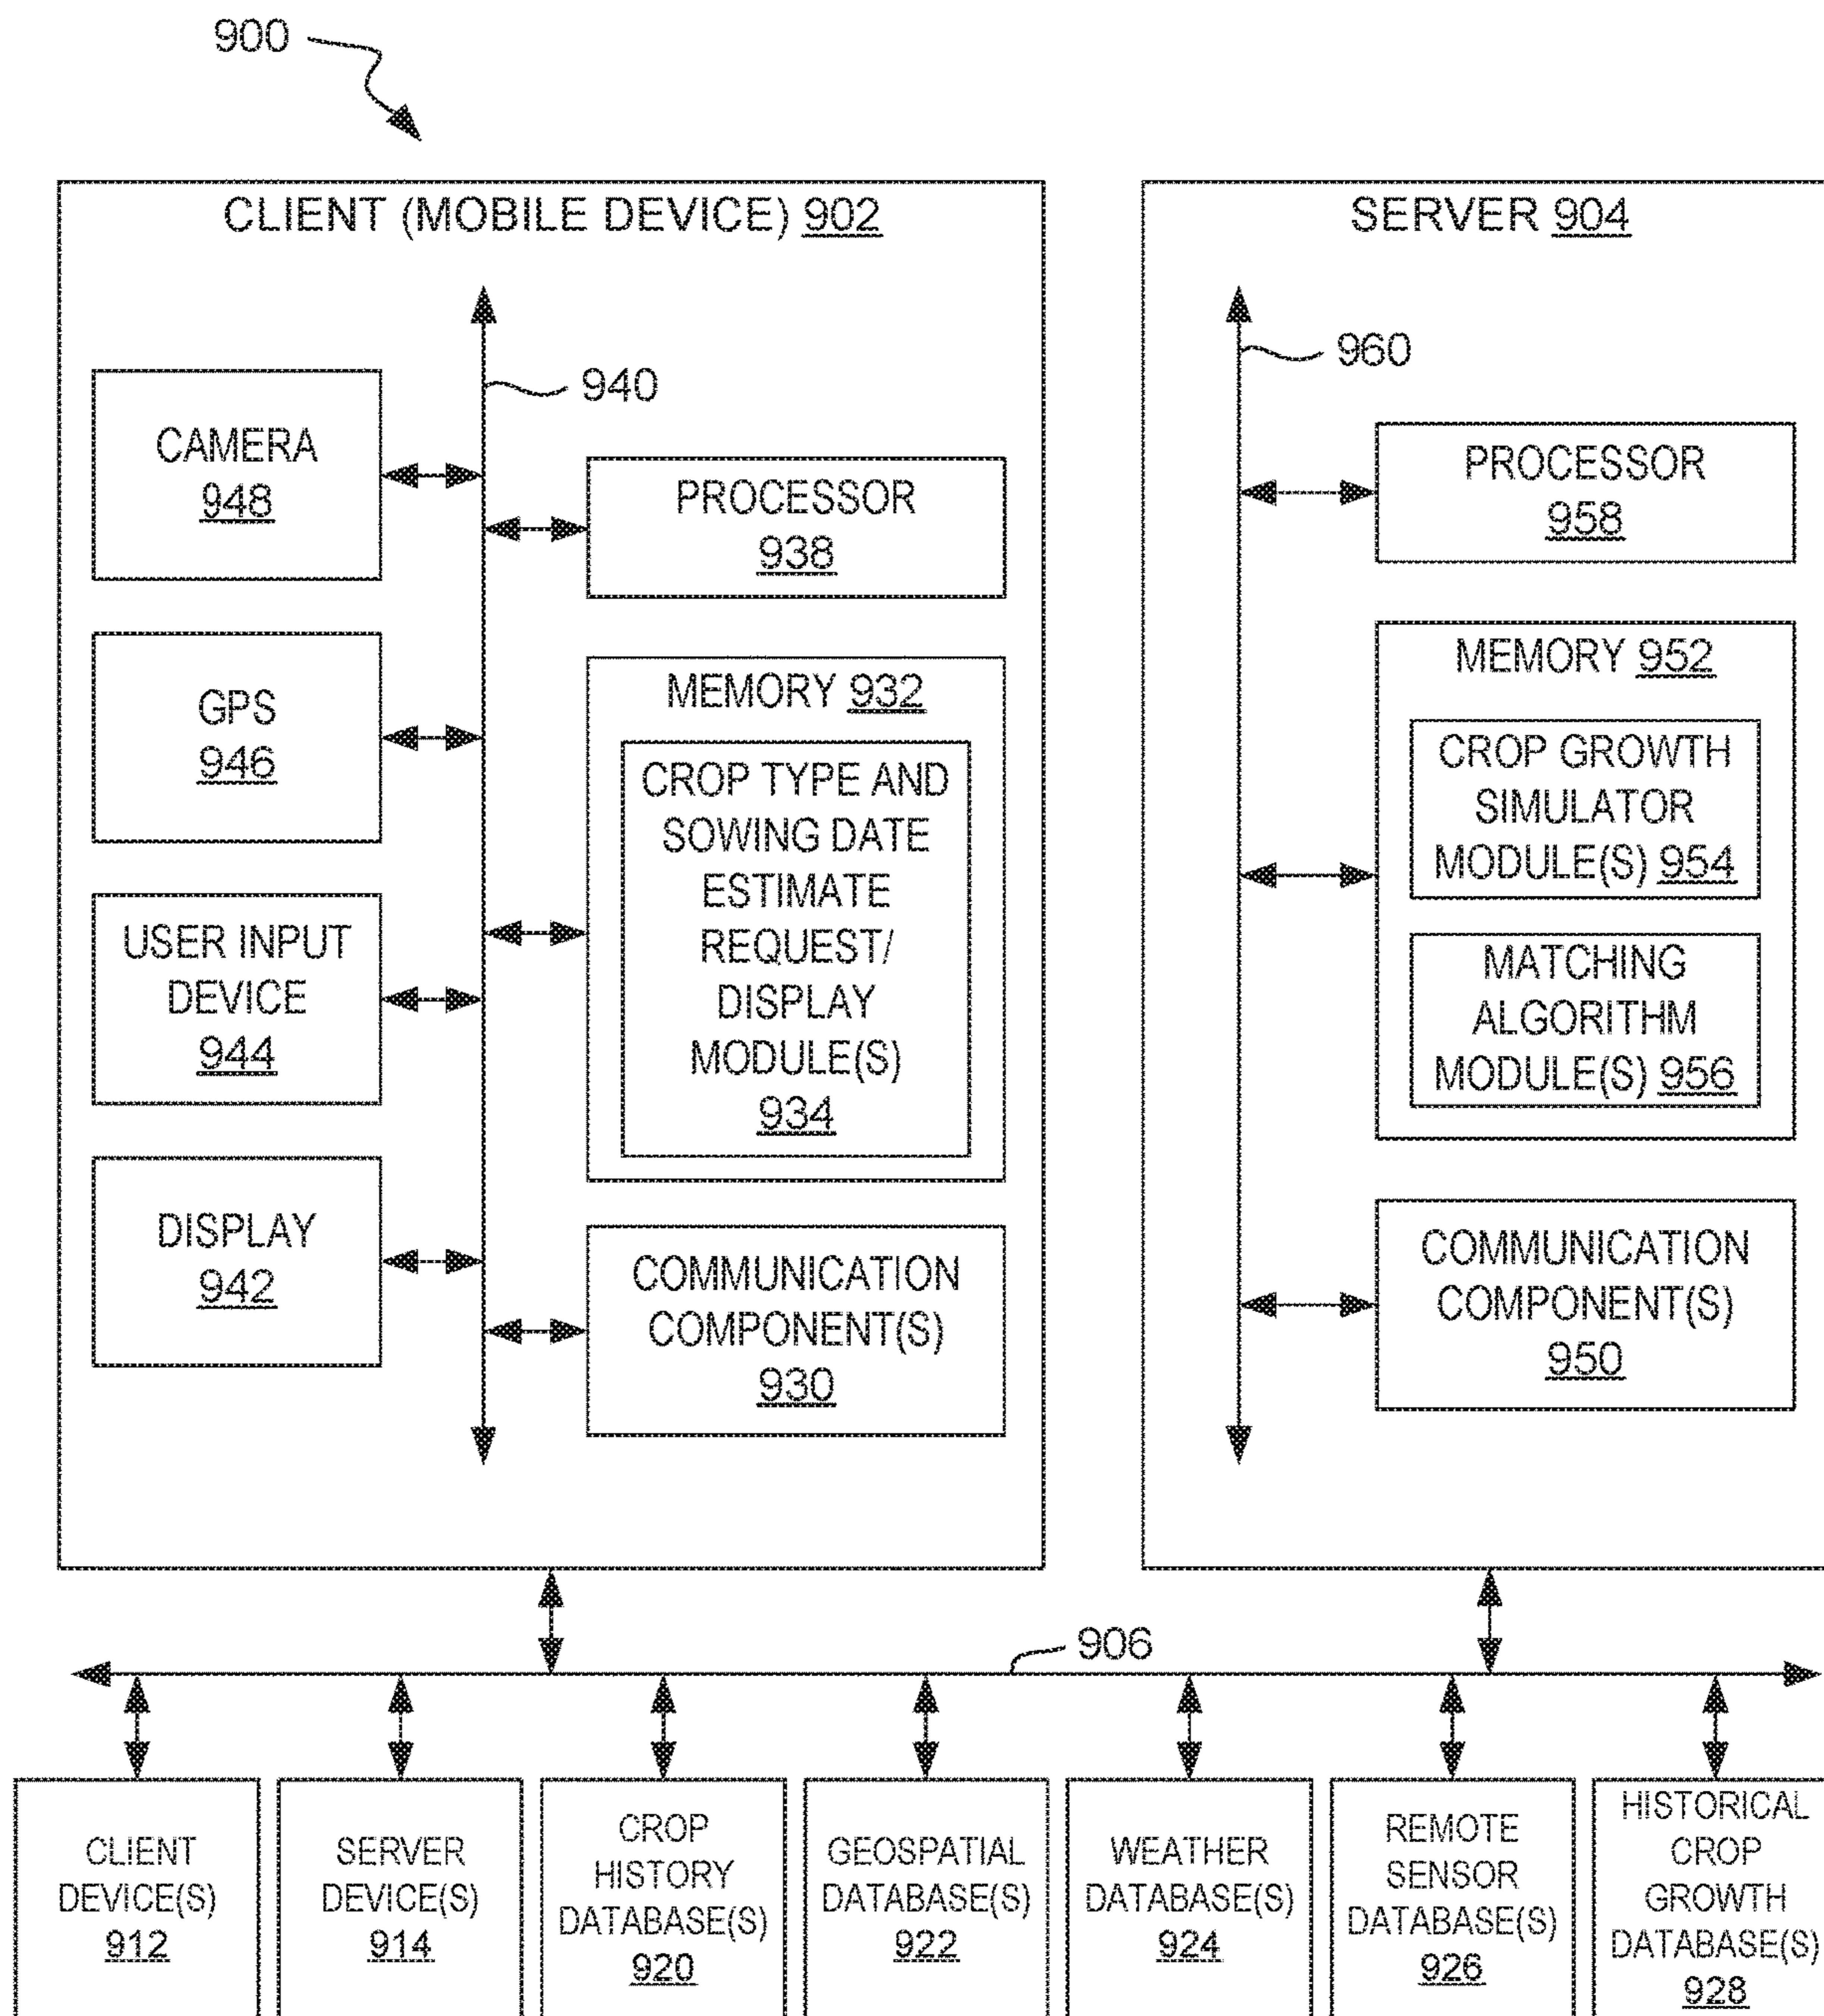 900
CLIENT (MOBILE DEVICE) 902
940
CAMERA
948
GPS
946
USER INPUT
DEVICE
944
DISPLAY
942
PROCESSOR
938
MEMORY 932
CROP TYPE AND
SOWING DATE
ESTIMATE
REQUEST/
DISPLAY
MODULE(S)
934
COMMUNICATION
COMPONENT(S)
930
SERVER 904
960
PROCESSOR
958
MEMORY 952
CROP GROWTH
SIMULATOR
MODULE(S) 954
MATCHING
ALGORITHM
MODULE(S) 956
COMMUNICATION
COMPONENT(S)
950
906
CLIENT
DEVICE(S)
912
SERVER
DEVICE(S)
914
CROP
HISTORY
DATABASE(S)
920
GEOSPATIAL
DATABASE(S)
922
WEATHER
DATABASE(S)
924
REMOTE
SENSOR
DATABASE(S)
926
HISTORICAL
CROP
GROWTH
DATABASE(S)
928